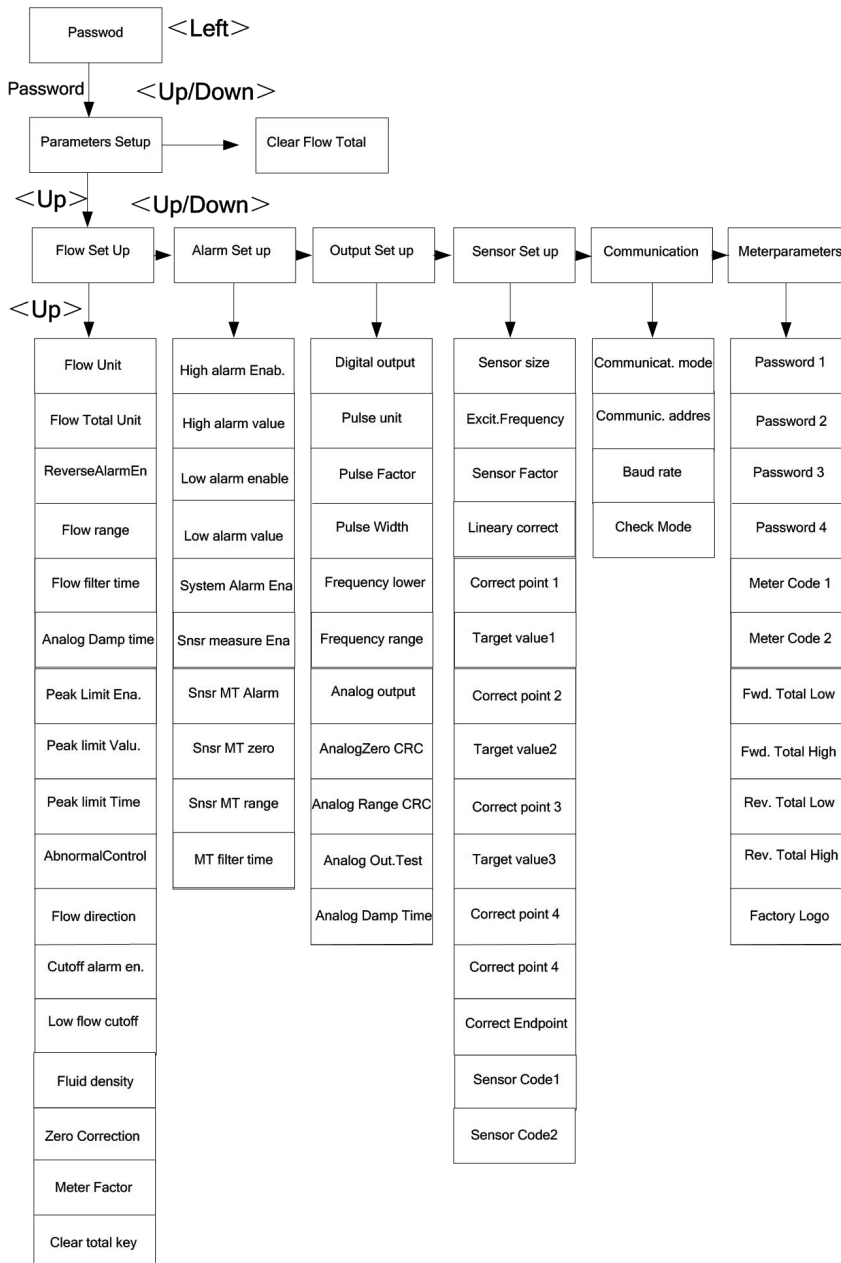 Passwod
<Left>
Password
<Up/Down>
Parameters Setup
Clear Flow Total
<Up>
<Up/Down>
Flow Set Up
Alarm Set up
Output Set up
Sensor Set up
Communication
Meterparameters
<Up>
Flow Unit
Flow Total Unit
ReverseAlarmEn
Flow range
Flow filter time
Analog Damp time
Peak Limit Ena.
Peak limit Valu.
Peak limit Time
AbnormalControl
Flow direction
Cutoff alarm en.
Low flow cutoff
Fluid density
Zero Correction
Meter Factor
Clear total key
High alarm Enab.
High alarm value
Low alarm enable
Low alarm value
System Alarm Ena
Snsr measure Ena
Snsr MT Alarm
Snsr MT zero
Snsr MT range
MT filter time
Digital output
Pulse unit
Pulse Factor
Pulse Width
Frequency lower
Frequency range
Analog output
AnalogZero CRC
Analog Range CRC
Analog Out.Test
Analog Damp Time
Sensor size
Excit.Frequency
Sensor Factor
Lineary correct
Correct point 1
Target value1
Correct point 2
Target value2
Correct point 3
Target value3
Correct point 4
Correct point 4
Correct Endpoint
Sensor Code1
Sensor Code2
Communicat. mode
Communic. addres
Baud rate
Check Mode
Password 1
Password 2
Password 3
Password 4
Meter Code 1
Meter Code 2
Fwd. Total Low
Fwd. Total High
Rev. Total Low
Rev. Total High
Factory Logo